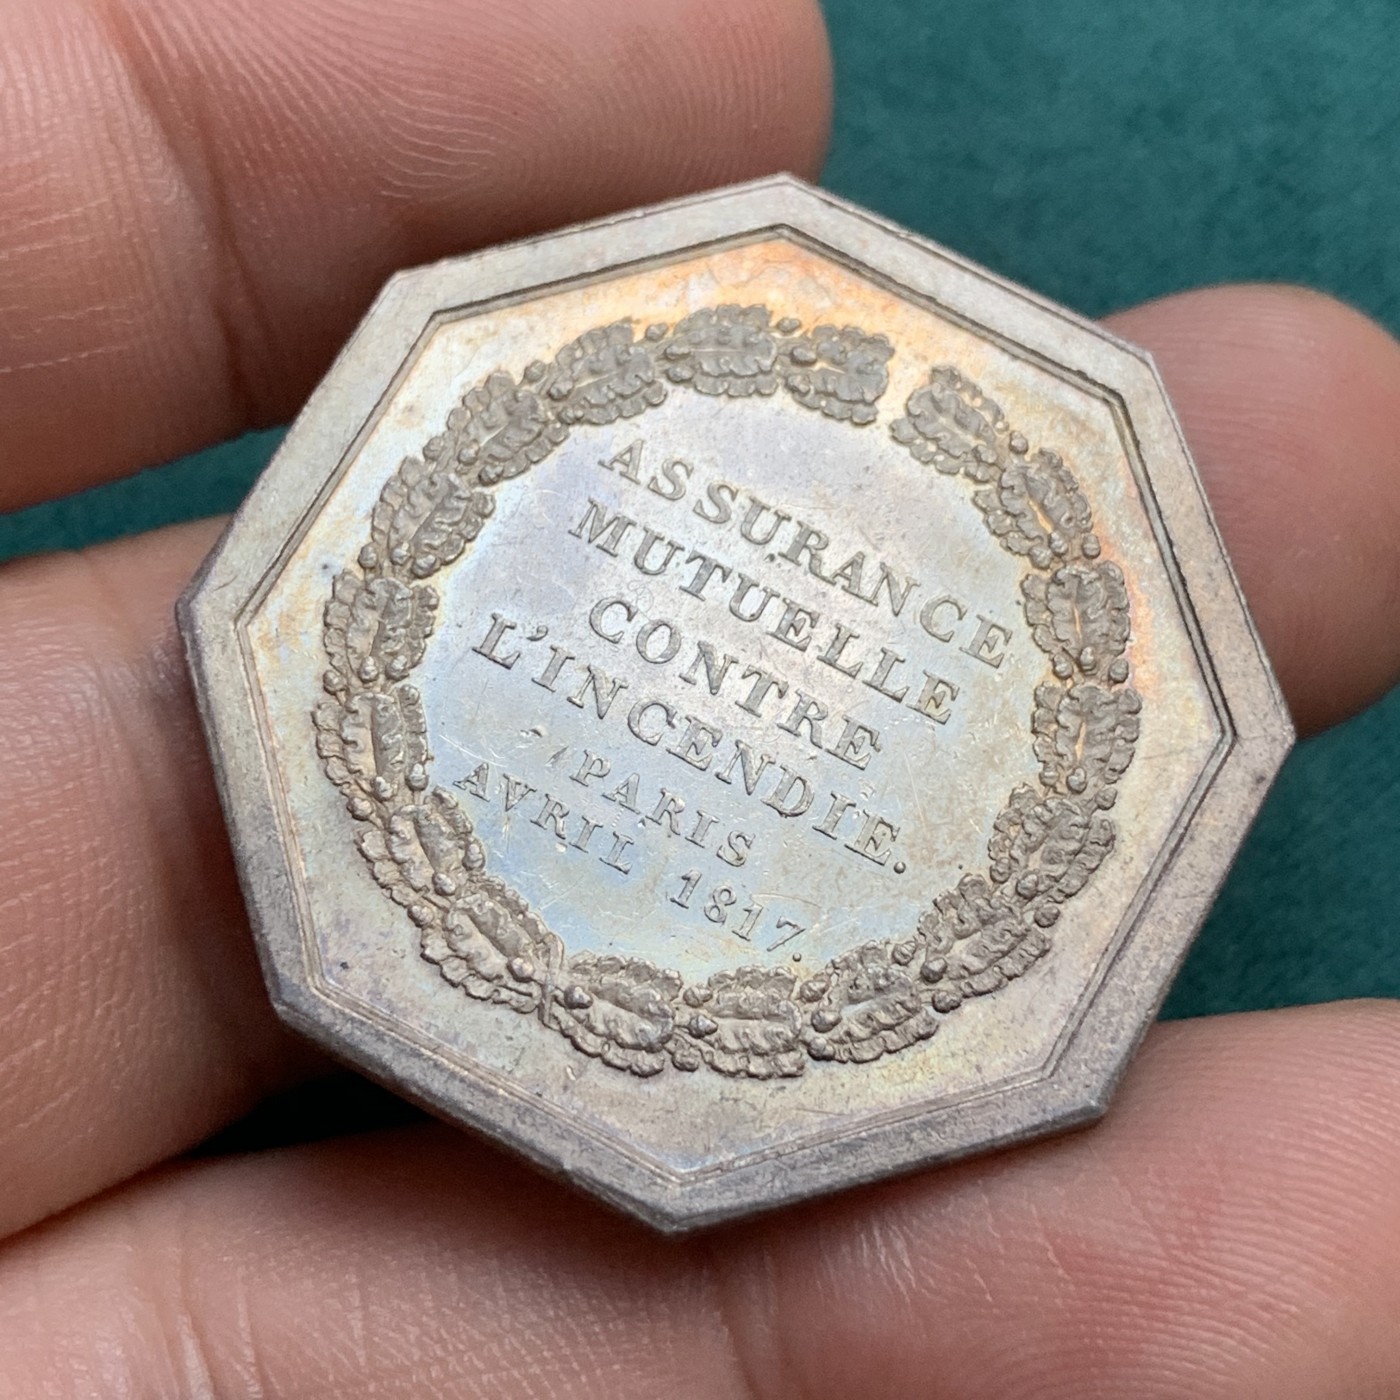 ASSURANCE
MUTUELLE
CONTRE
L'INCENDIE.
PARIS
AVRIL 1817.